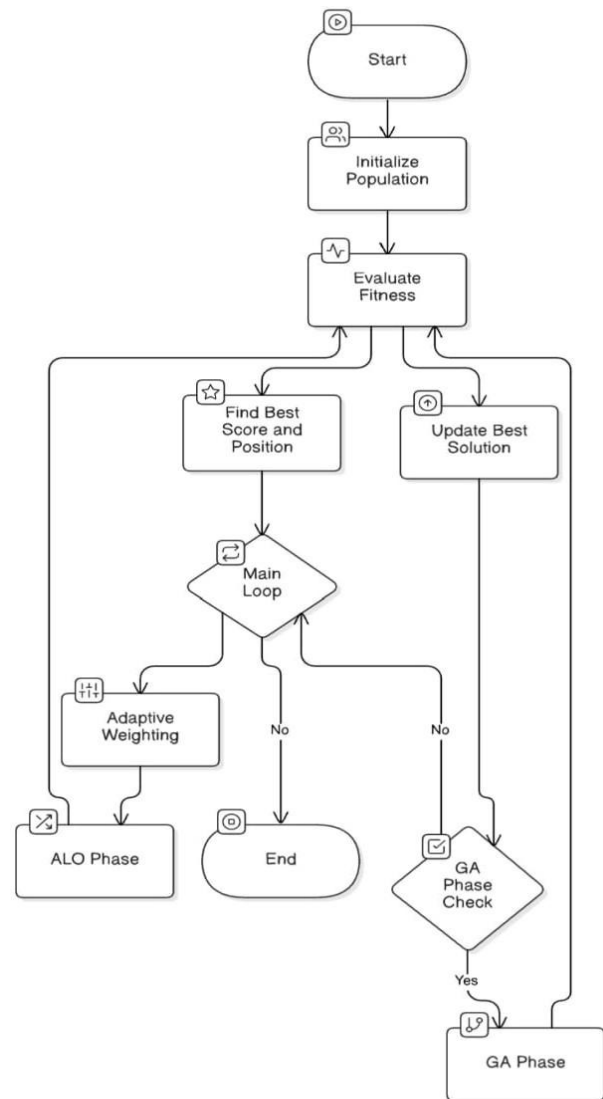 Start
Initialize
Population
Evaluate
Fitness
Find Best
Score and
Position
Update Best
Solution
Main
Loop
Adaptive
Weighting
No
No
ALO Phase
End
GA
Phase
Check
Yes
GA Phase